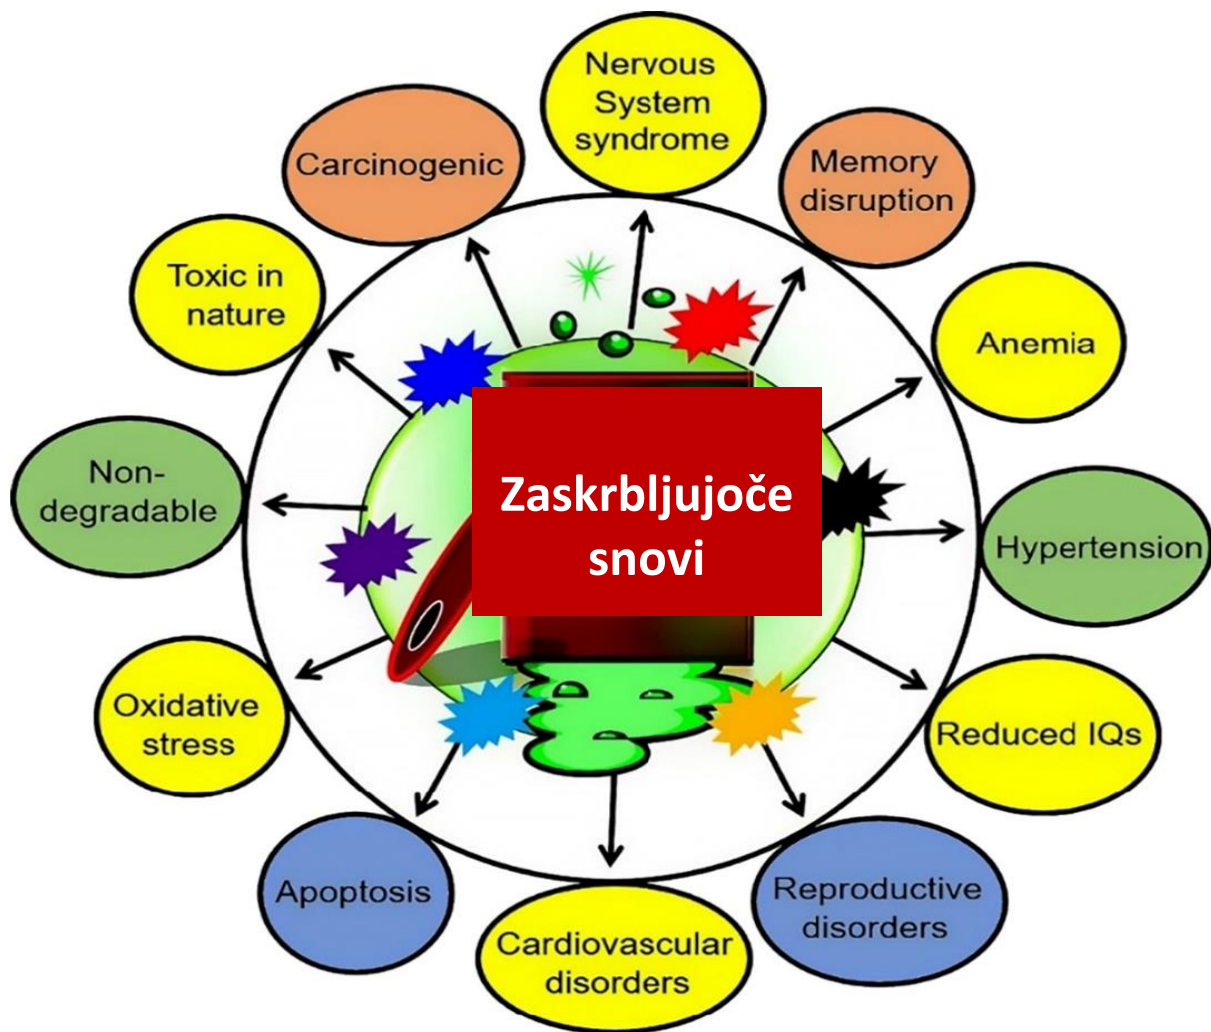 Nervous
System
syndrome
Memory
disruption
Anemia
Hypertension
Reduced IQs
Reproductive
disorders
Cardiovascular
disorders
Apoptosis
Oxidative
stress
Non-
degradable
Toxic in
nature
Carcinogenic
Zaskrbljujoče
snovi